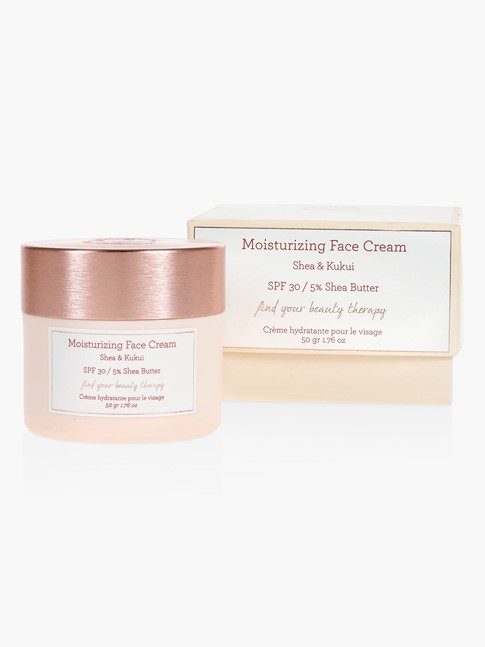 Moisturizing Face Cream
Shea & Kukui
SPF 30 / 5% Shea Butter
find your beauty therapy
Crème hydratante pour le visage
50 gr 1.76 oz
Moisturizing Face Cream
Shea & Kukui
SPF 30 / 5% Shea Butter
find your beauty therapy
Crème hydratante pour le visage
50 gr 1.76 oz